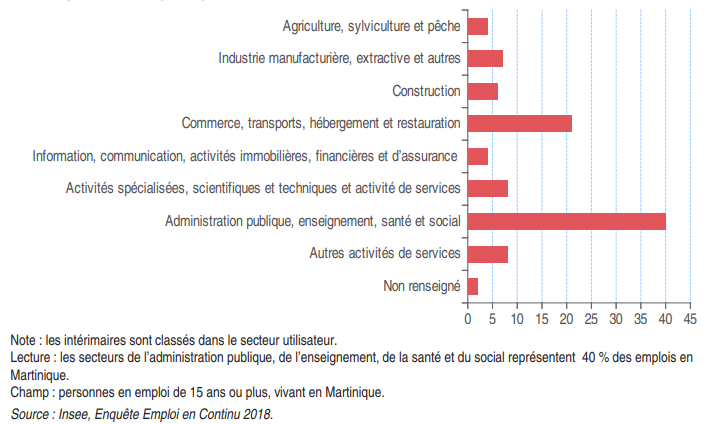 Agriculture, sylviculture et pêche
Industrie manufacturière, extractive et autres
Construction
Commerce, transports, hébergement et restauration
Information, communication, activités immobilières, financières et d'assurance
Activités spécialisées, scientifiques et techniques et activité de services
Administration publique, enseignement, santé et social
Autres activités de services
Non renseigné
0 5 10 15 20 25 30 35 40 45
Note : les intérimaires sont classés dans le secteur utilisateur.
Lecture : les secteurs de l'administration publique, de l'enseignement, de la santé et du social représentent 40 % des emplois en
Martinique.
Champ : personnes en emploi de 15 ans ou plus, vivant en Martinique.
Source : Insee, Enquête Emploi en Continu 2018.